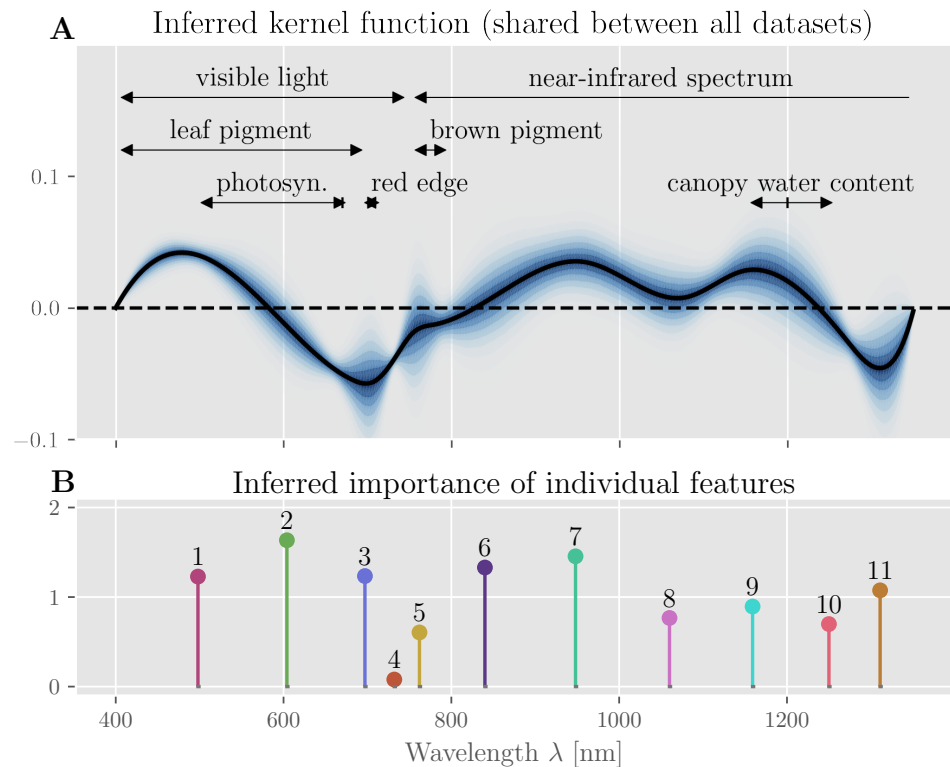 A
Inferred kernel function (shared between all datasets)
visible light
near-infrared spectrum
leaf pigment
brown pigment
photosyn.
red edge
canopy water content
0.1
0.0
−0.1
B
Inferred importance of individual features
2
1
0
1
2
3
4
5
6
7
8
9
10
11
400
600
800
1000
1200
Wavelength λ [nm]